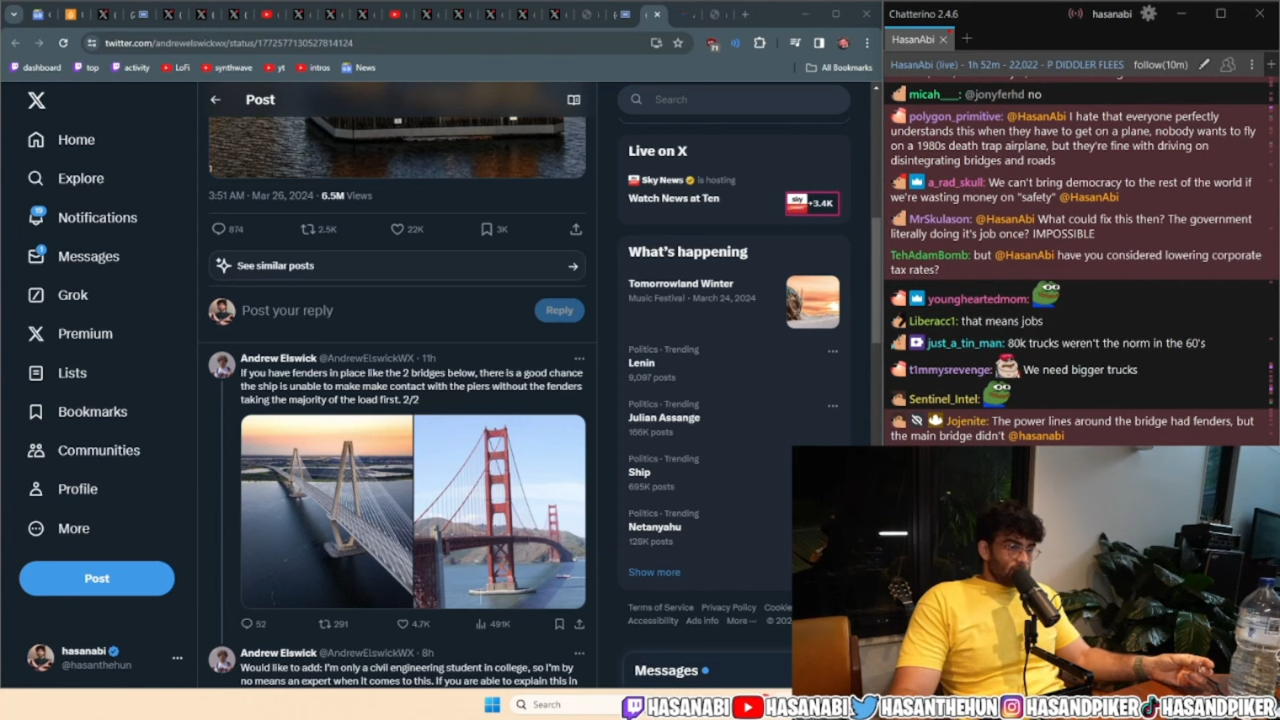 twitter.com/andrewelswickwx/status/1772577130527814124
dashboard
top
activity
LoFi
synthwave
yt
intros
News
All Bookmarks
Home
Explore
Notifications
Messages
Grok
Premium
Lists
Bookmarks
Communities
Profile
More
Post
hasanabi
@hasanthehun
Post
3:51 AM · Mar 26, 2024 · 6.5M Views
874
2.5K
22K
3K
See similar posts
Post your reply
Reply
Andrew Elswick @AndrewElswickWX · 11h
If you have fenders in place like the 2 bridges below, there is a good chance
the ship is unable to make make contact with the piers without the fenders
taking the majority of the load first. 2/2
52
291
4.7K
491K
Andrew Elswick @AndrewElswickWX · 8h
Would like to add: I'm only a civil engineering student in college, so I'm by
no means an expert when it comes to this. If you are able to explain this in
Search
Live on X
Sky News is hosting
Watch News at Ten
sky
+3.4K
What's happening
Tomorrowland Winter
Music Festival · March 24, 2024
Politics · Trending
Lenin
9,097 posts
Politics · Trending
Julian Assange
166K posts
Politics · Trending
Ship
695K posts
Politics · Trending
Netanyahu
128K posts
Show more
Terms of Service Privacy Policy Cookie
Accessibility Ads info More ··· © 202
Messages
Chatterino 2.4.6
hasanabi
HasanAbi
HasanAbi (live) - 1h 52m - 22,022 - P DIDDLER FLEES
follow(10m)
micah___: @jonyferhd no
polygon_primitive: @HasanAbi I hate that everyone perfectly
understands this when they have to get on a plane, nobody wants to fly
on a 1980s death trap airplane, but they're fine with driving on
disintegrating bridges and roads
a_rad_skull: We can't bring democracy to the rest of the world if
we're wasting money on "safety" @HasanAbi
MrSkulason: @HasanAbi What could fix this then? The government
literally doing it's job once? IMPOSSIBLE
TehAdamBomb: but @HasanAbi have you considered lowering corporate
tax rates?
youngheartedmom:
Liberacc1: that means jobs
just_a_tin_man: 80k trucks weren't the norm in the 60's
t1mmysrevenge: We need bigger trucks
Sentinel_Intel:
Jojenite: The power lines around the bridge had fenders, but
the main bridge didn't @hasanabi
Search
HASANABI
HASANABI
HASANTHEHUN
HASANDPIKER
HASANDPIKER